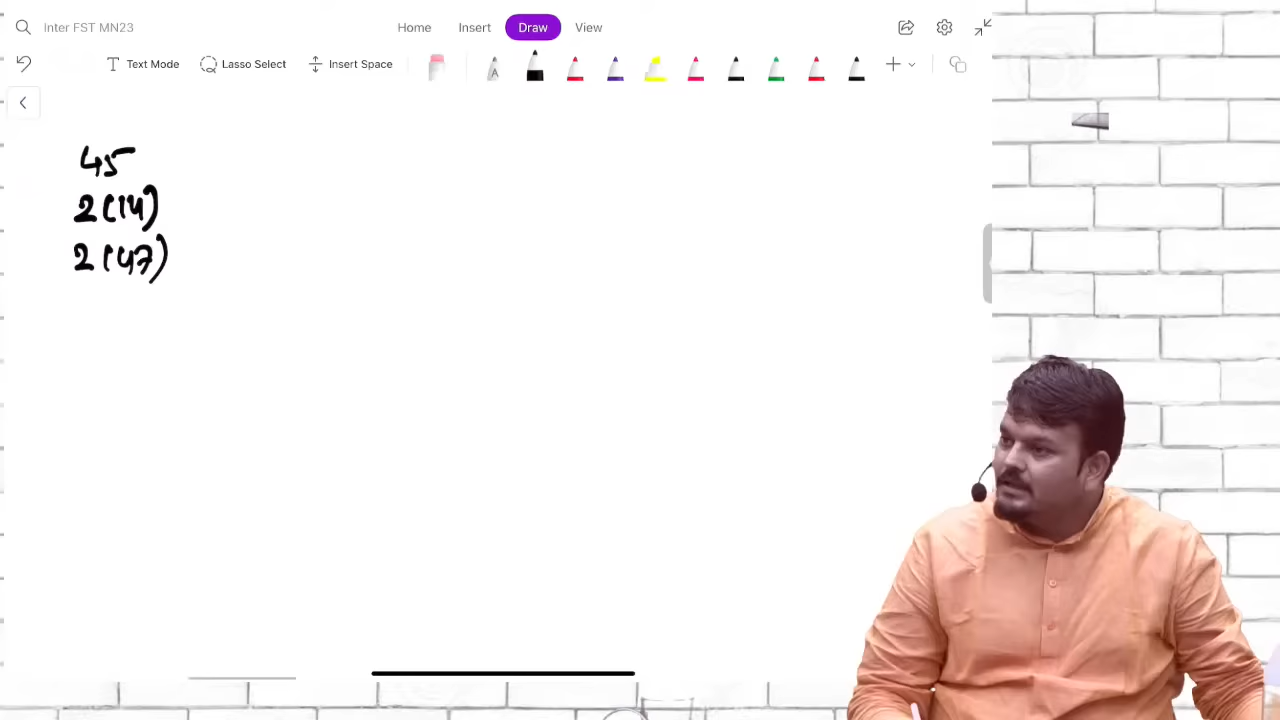 Inter FST MN23
Home Insert Draw View
Text Mode Lasso Select Insert Space
A
45
2(14)
2(47)